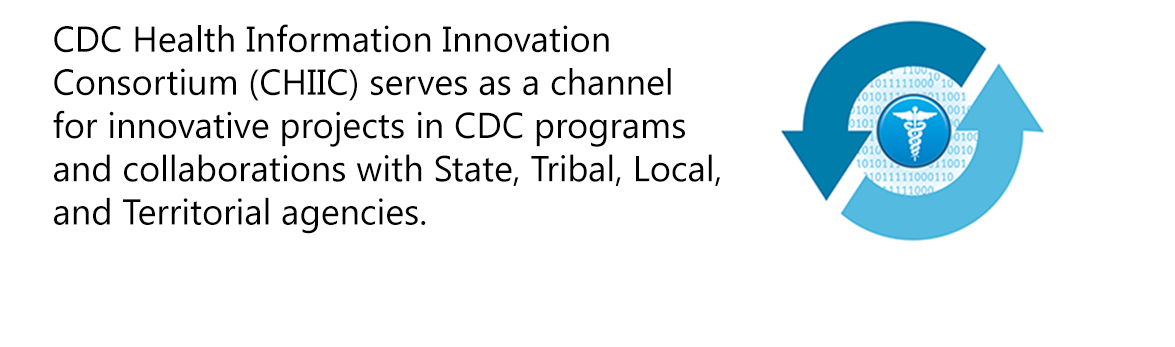 CDC Health Information Innovation
Consortium (CHIIC) serves as a channel
for innovative projects in CDC programs
and collaborations with State, Tribal, Local,
and Territorial agencies.